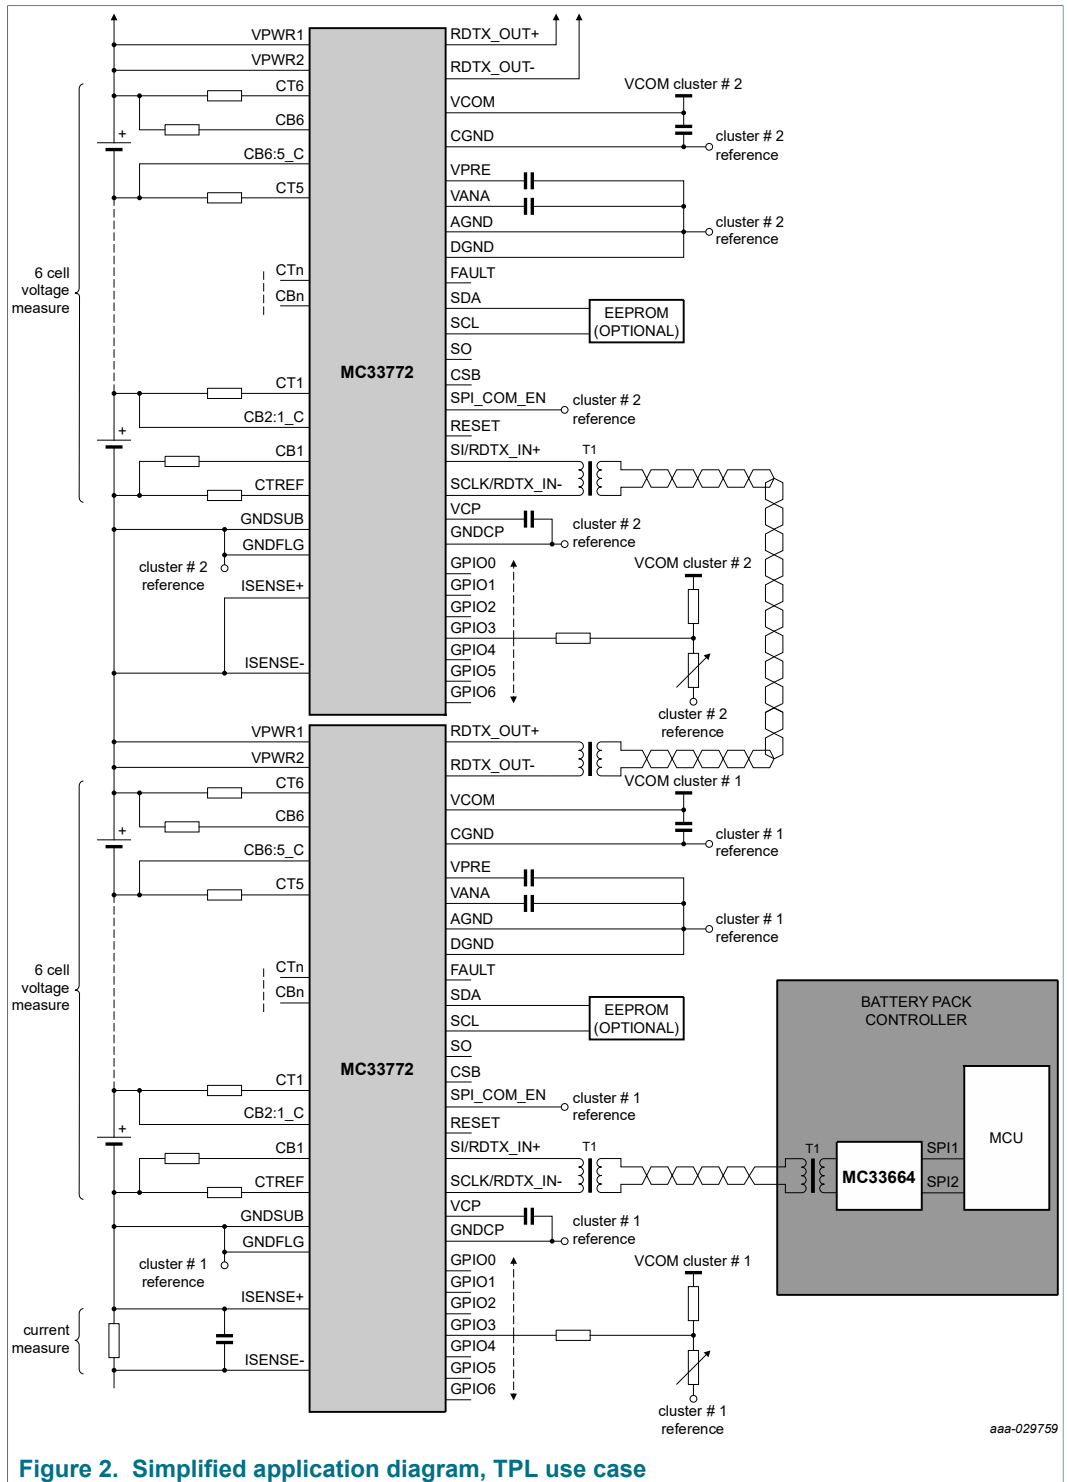 VPWR1
VPWR2
CT6
CB6
CB6:5_C
CT5
CTn
CBn
CT1
CB2:1_C
CB1
CTREF
GNDSUB
GNDFLG
ISENSE+
ISENSE-
+
+
6 cell
voltage
measure
cluster # 2
reference
MC33772
RDTX_OUT+
RDTX_OUT-
VCOM
CGND
VPRE
VANA
AGND
DGND
FAULT
SDA
SCL
SO
CSB
SPI_COM_EN
RESET
SI/RDTX_IN+
SCLK/RDTX_IN-
VCP
GNDCP
GPIO0
GPIO1
GPIO2
GPIO3
GPIO4
GPIO5
GPIO6
VCOM cluster # 2
cluster # 2
reference
cluster # 2
reference
EEPROM
(OPTIONAL)
cluster # 2
reference
T1
cluster # 2
reference
VCOM cluster # 2
cluster # 2
reference
VPWR1
VPWR2
CT6
CB6
CB6:5_C
CT5
CTn
CBn
CT1
CB2:1_C
CB1
CTREF
GNDSUB
GNDFLG
ISENSE+
ISENSE-
+
+
6 cell
voltage
measure
cluster # 1
reference
current
measure
MC33772
RDTX_OUT+
RDTX_OUT-
VCOM
CGND
VPRE
VANA
AGND
DGND
FAULT
SDA
SCL
SO
CSB
SPI_COM_EN
RESET
SI/RDTX_IN+
SCLK/RDTX_IN-
VCP
GNDCP
GPIO0
GPIO1
GPIO2
GPIO3
GPIO4
GPIO5
GPIO6
VCOM cluster # 1
cluster # 1
reference
cluster # 1
reference
EEPROM
(OPTIONAL)
cluster # 1
reference
T1
cluster # 1
reference
VCOM cluster # 1
cluster # 1
reference
BATTERY PACK
CONTROLLER
T1
MC33664
SPI1
SPI2
MCU
aaa-029759
Figure 2. Simplified application diagram, TPL use case